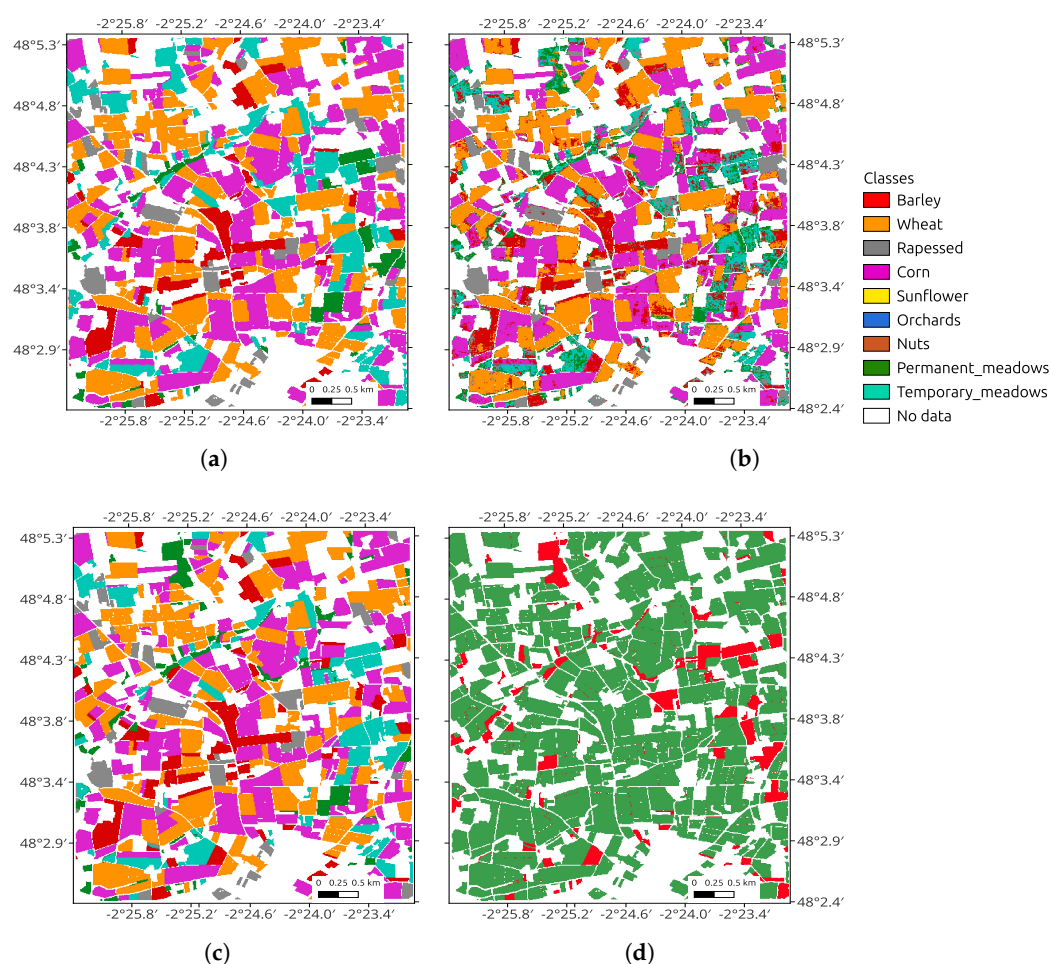 -2°25.8′ -2°25.2′ -2°24.6′ -2°24.0′ -2°23.4′
-2°25.8′ -2°25.2′ -2°24.6′ -2°24.0′ -2°23.4′
48°5.3′
48°4.8′
48°4.3′
48°3.8′
48°3.4′
48°2.9′
0 0.25 0.5 km
0 0.25 0.5 km
48°5.3′
48°4.8′
48°4.3′
48°3.8′
48°3.4′
48°2.9′
48°2.4′
-2°25.8′ -2°25.2′ -2°24.6′ -2°24.0′ -2°23.4′
-2°25.8′ -2°25.2′ -2°24.6′ -2°24.0′ -2°23.4′
Classes
Barley
Wheat
Rapessed
Corn
Sunflower
Orchards
Nuts
Permanent_meadows
Temporary_meadows
No data
(a)
(b)
-2°25.8′ -2°25.2′ -2°24.6′ -2°24.0′ -2°23.4′
-2°25.8′ -2°25.2′ -2°24.6′ -2°24.0′ -2°23.4′
48°5.3′
48°4.8′
48°4.3′
48°3.8′
48°3.4′
48°2.9′
0 0.25 0.5 km
0 0.25 0.5 km
48°5.3′
48°4.8′
48°4.3′
48°3.8′
48°3.4′
48°2.9′
48°2.4′
-2°25.8′ -2°25.2′ -2°24.6′ -2°24.0′ -2°23.4′
-2°25.8′ -2°25.2′ -2°24.6′ -2°24.0′ -2°23.4′
(c)
(d)